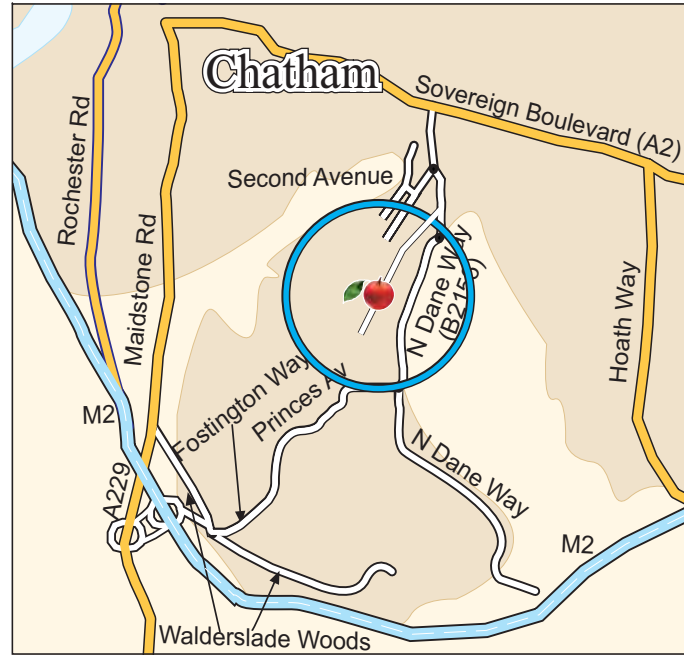 Chatham
Sovereign Boulevard (A2)
Rochester Rd
Second Avenue
Maidstone Rd
N Dane Way
Hoath Way
Fostington Way
Princes Av
M2
N Dane Way
A229
M2
Walderslade Woods